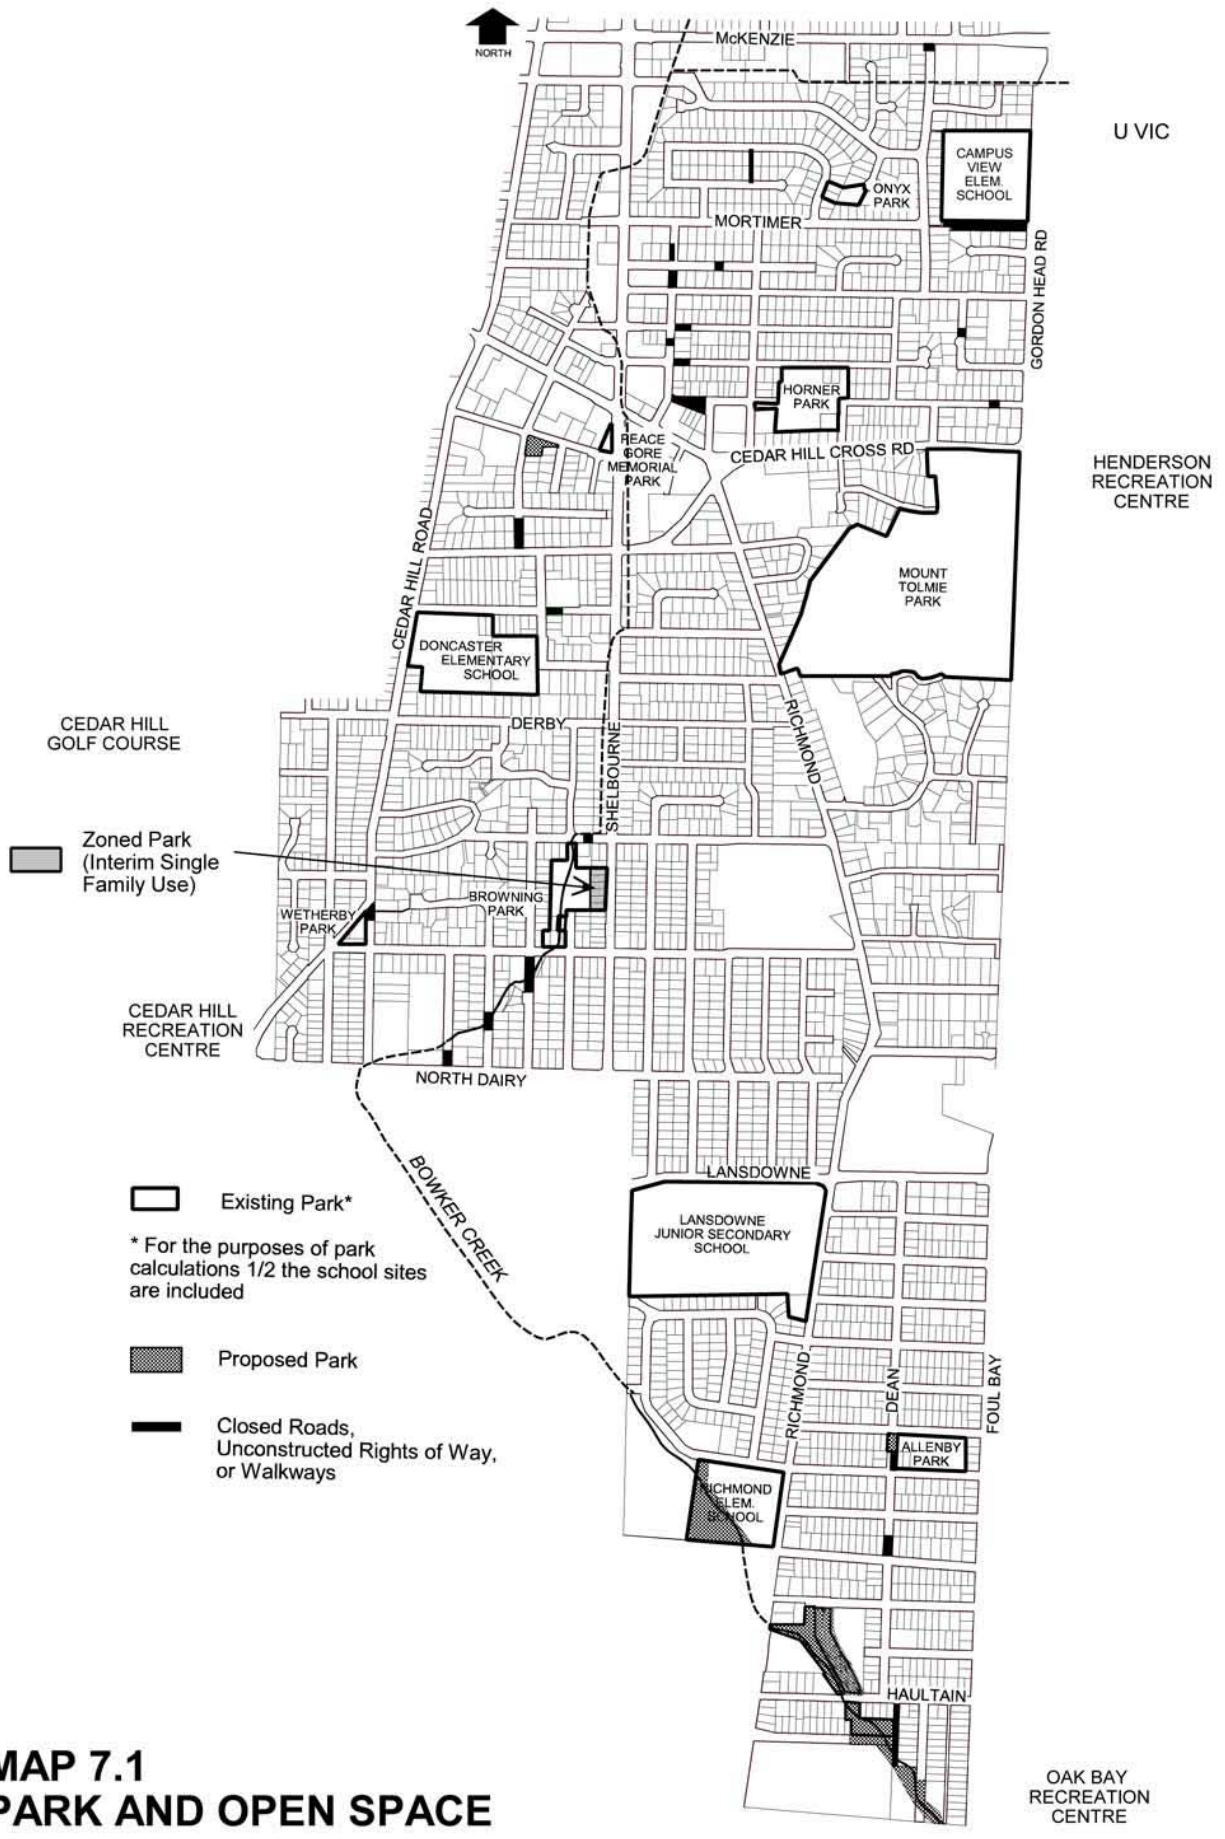 NORTH
McKENZIE
U VIC
CAMPUS
VIEW
ELEM.
SCHOOL
ONYX
PARK
MORTIMER
GORDON HEAD RD
HORNER
PARK
PEACE
GORE
MEMORIAL
PARK
CEDAR HILL CROSS RD
HENDERSON
RECREATION
CENTRE
CEDAR HILL ROAD
MOUNT
TOLMIE
PARK
DONCASTER
ELEMENTARY
SCHOOL
CEDAR HILL
GOLF COURSE
DERBY
SHELBOURNE
RICHMOND
Zoned Park
(Interim Single
Family Use)
BROWNING
PARK
WETHERBY
PARK
CEDAR HILL
RECREATION
CENTRE
NORTH DAIRY
BOWKER CREEK
LANSDOWNE
LANSDOWNE
JUNIOR SECONDARY
SCHOOL
Existing Park*
* For the purposes of park
calculations 1/2 the school sites
are included
Proposed Park
Closed Roads,
Unconstructed Rights of Way,
or Walkways
RICHMOND
DEAN
FOUL BAY
ALLENBY
PARK
RICHMOND
ELEM.
SCHOOL
HAULTAIN
OAK BAY
RECREATION
CENTRE
MAP 7.1
PARK AND OPEN SPACE